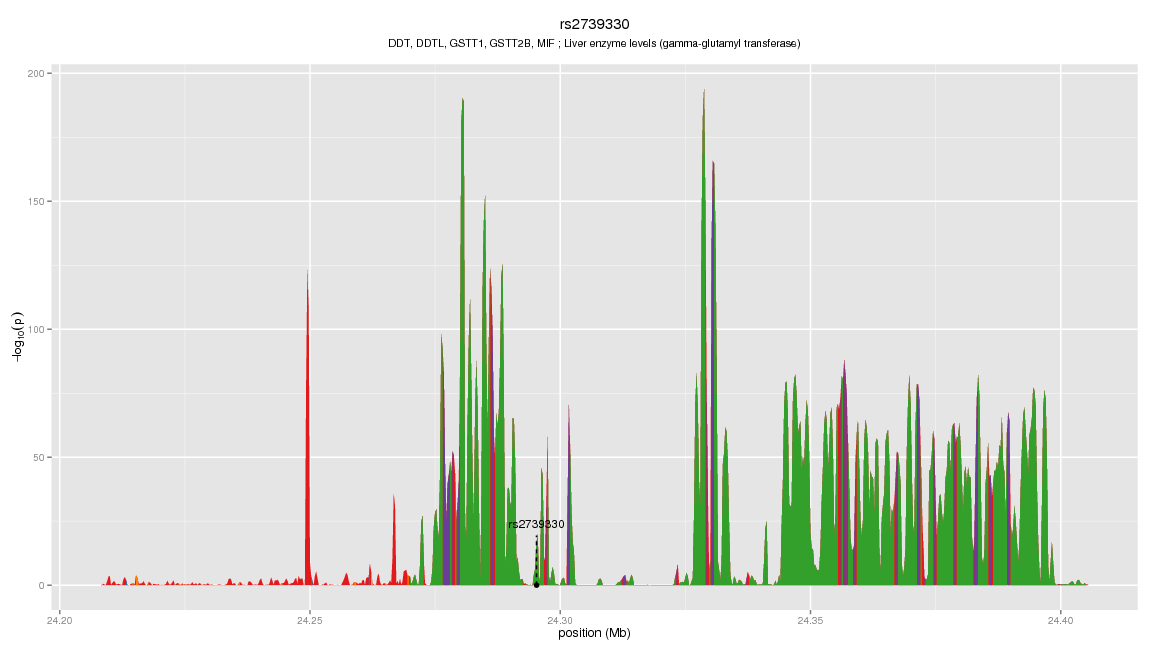 rs2739330
DDT, DDTL, GSTT1, GSTT2B, MIF ; Liver enzyme levels (gamma-glutamyl transferase)
200
150
100
50
0
−log10(p)
rs2739330
24.20 24.25 24.30 24.35 24.40
position (Mb)